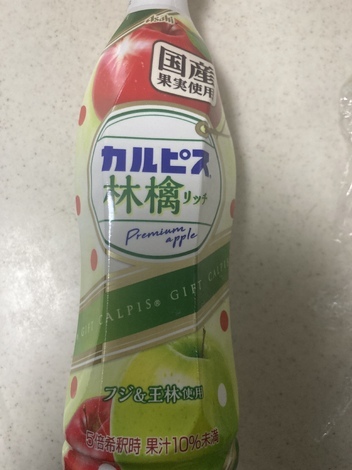 Asahi
国産
果実使用
カルピス
林檎リッチ
Premium
apple
CALPIS® GIFT CALPIS
フジ&王林使用
5倍希釈時 果汁10%未満